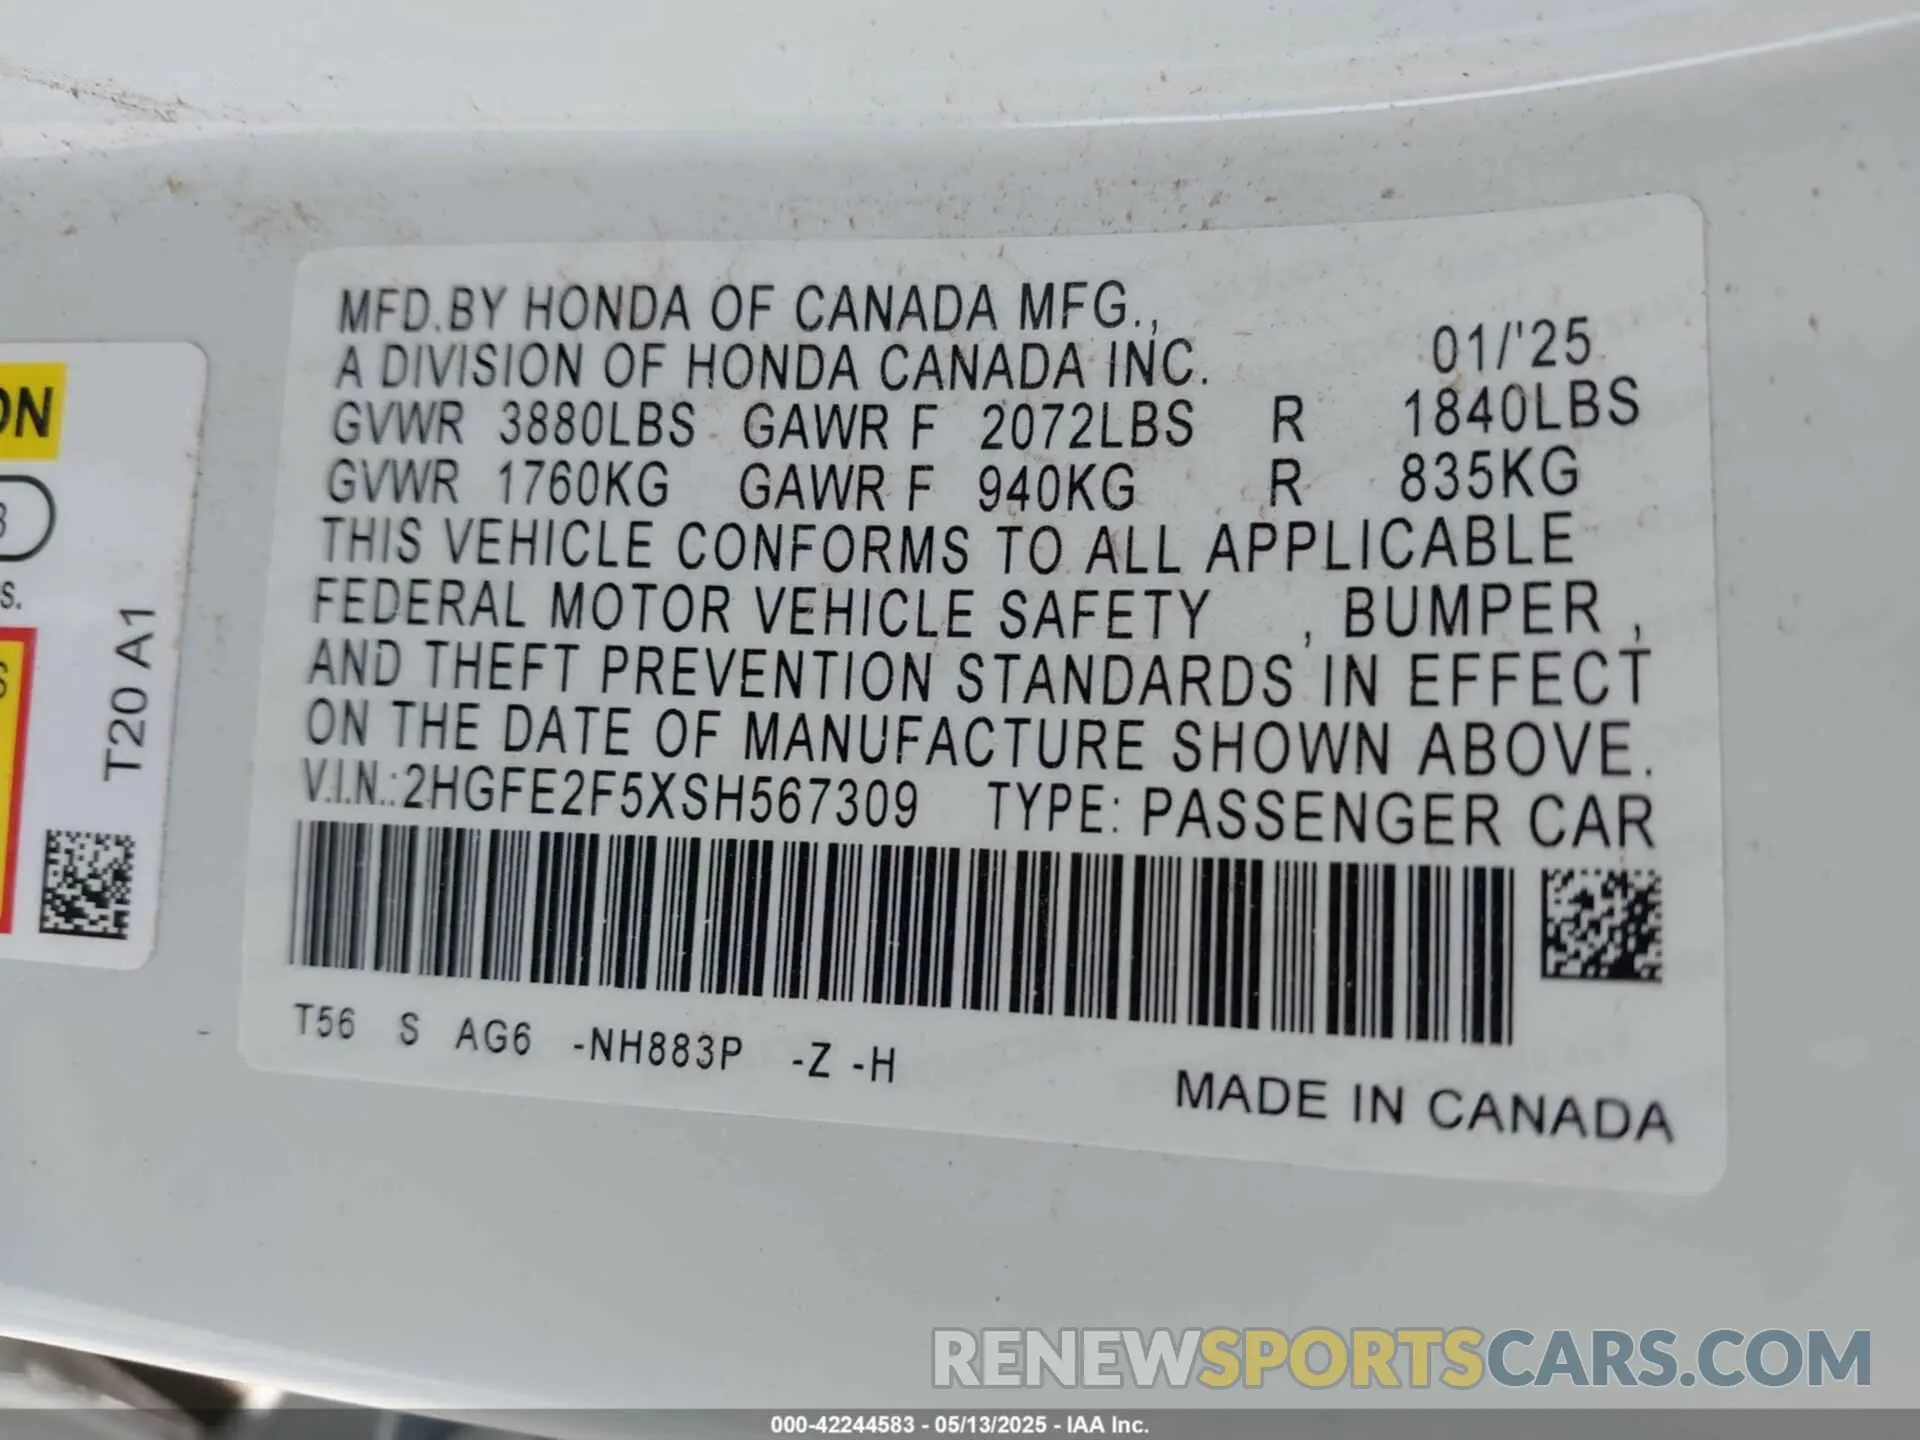 MFD.BY HONDA OF CANADA MFG.,
A DIVISION OF HONDA CANADA INC. 01/'25
GVWR 3880LBS GAWR F 2072LBS R 1840LBS
GVWR 1760KG GAWR F 940KG R 835KG
THIS VEHICLE CONFORMS TO ALL APPLICABLE
FEDERAL MOTOR VEHICLE SAFETY , BUMPER ,
AND THEFT PREVENTION STANDARDS IN EFFECT
ON THE DATE OF MANUFACTURE SHOWN ABOVE.
V.I.N.:2HGFE2F5XSH567309 TYPE: PASSENGER CAR
T56 S AG6 -NH883P -Z -H
MADE IN CANADA
T20 A1
RENEWSPORTSCARS.COM
000-42244583 - 05/13/2025 - IAA Inc.